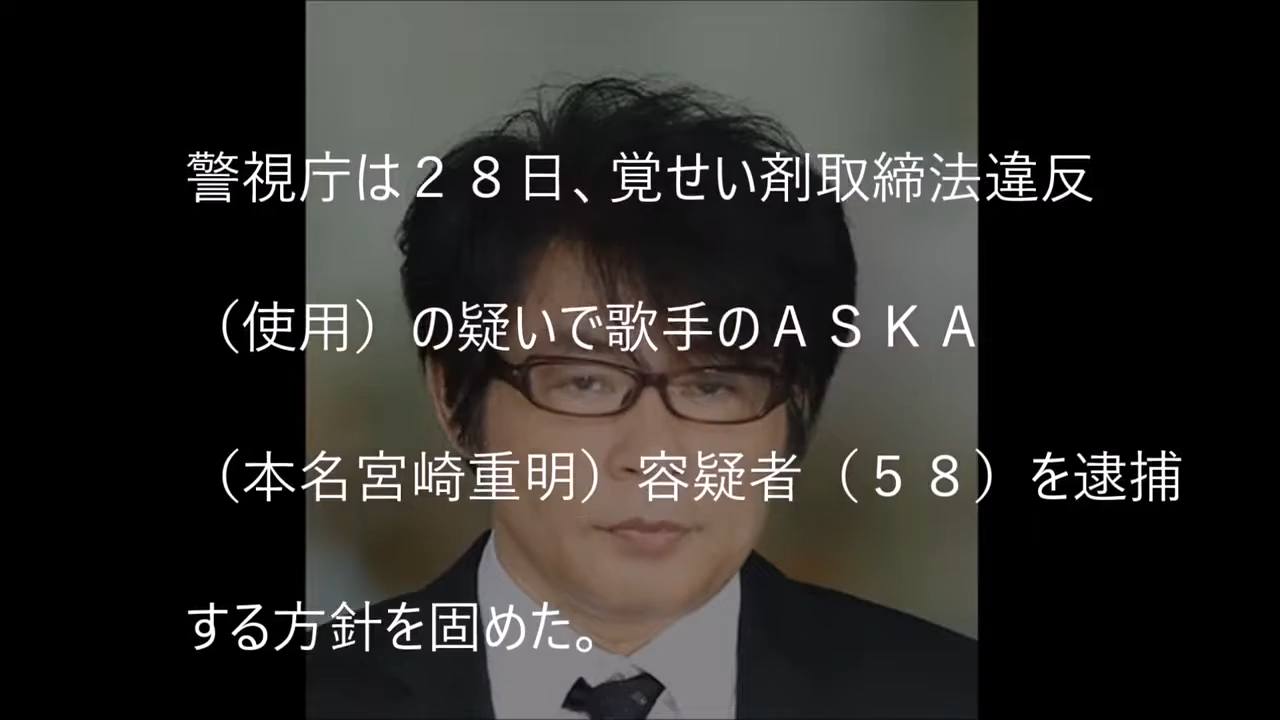 警視庁は２８日、覚せい剤取締法違反
（使用）の疑いで歌手のＡＳＫＡ
（本名宮崎重明）容疑者（５８）を逮捕
する方針を固めた。